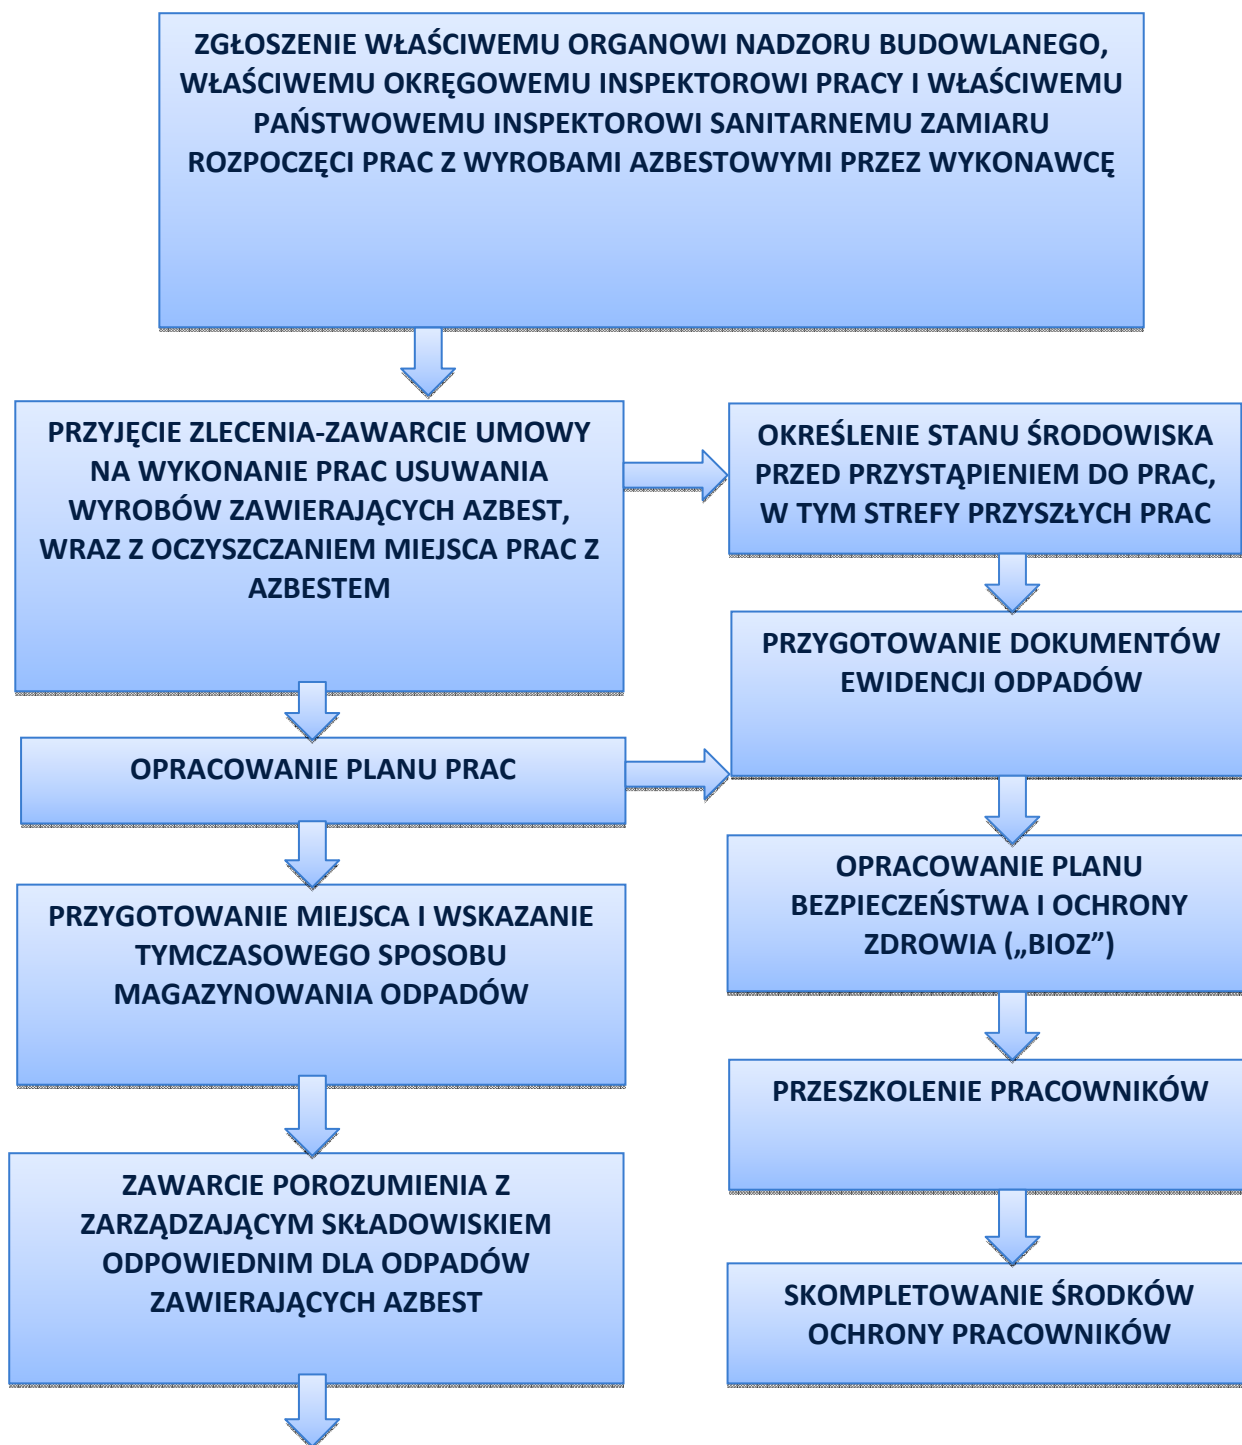 ZGŁOSZENIE WŁAŚCIWEMU ORGANOWI NADZORU BUDOWLANEGO,
WŁAŚCIWEMU OKRĘGOWEMU INSPEKTOROWI PRACY I WŁAŚCIWEMU
PAŃSTWOWEMU INSPEKTOROWI SANITARNEMU ZAMIARU
ROZPOCZĘCI PRAC Z WYROBAMI AZBESTOWYMI PRZEZ WYKONAWCĘ
PRZYJĘCIE ZLECENIA-ZAWARCIE UMOWY
NA WYKONANIE PRAC USUWANIA
WYROBÓW ZAWIERAJĄCYCH AZBEST,
WRAZ Z OCZYSZCZANIEM MIEJSCA PRAC Z
AZBESTEM
OKREŚLENIE STANU ŚRODOWISKA
PRZED PRZYSTĄPIENIEM DO PRAC,
W TYM STREFY PRZYSZŁYCH PRAC
PRZYGOTOWANIE DOKUMENTÓW
EWIDENCJI ODPADÓW
OPRACOWANIE PLANU PRAC
OPRACOWANIE PLANU
BEZPIECZEŃSTWA I OCHRONY
ZDROWIA („BIOZ”)
PRZYGOTOWANIE MIEJSCA I WSKAZANIE
TYMCZASOWEGO SPOSOBU
MAGAZYNOWANIA ODPADÓW
PRZESZKOLENIE PRACOWNIKÓW
ZAWARCIE POROZUMIENIA Z
ZARZĄDZAJĄCYM SKŁADOWISKIEM
ODPOWIEDNIM DLA ODPADÓW
ZAWIERAJĄCYCH AZBEST
SKOMPLETOWANIE ŚRODKÓW
OCHRONY PRACOWNIKÓW